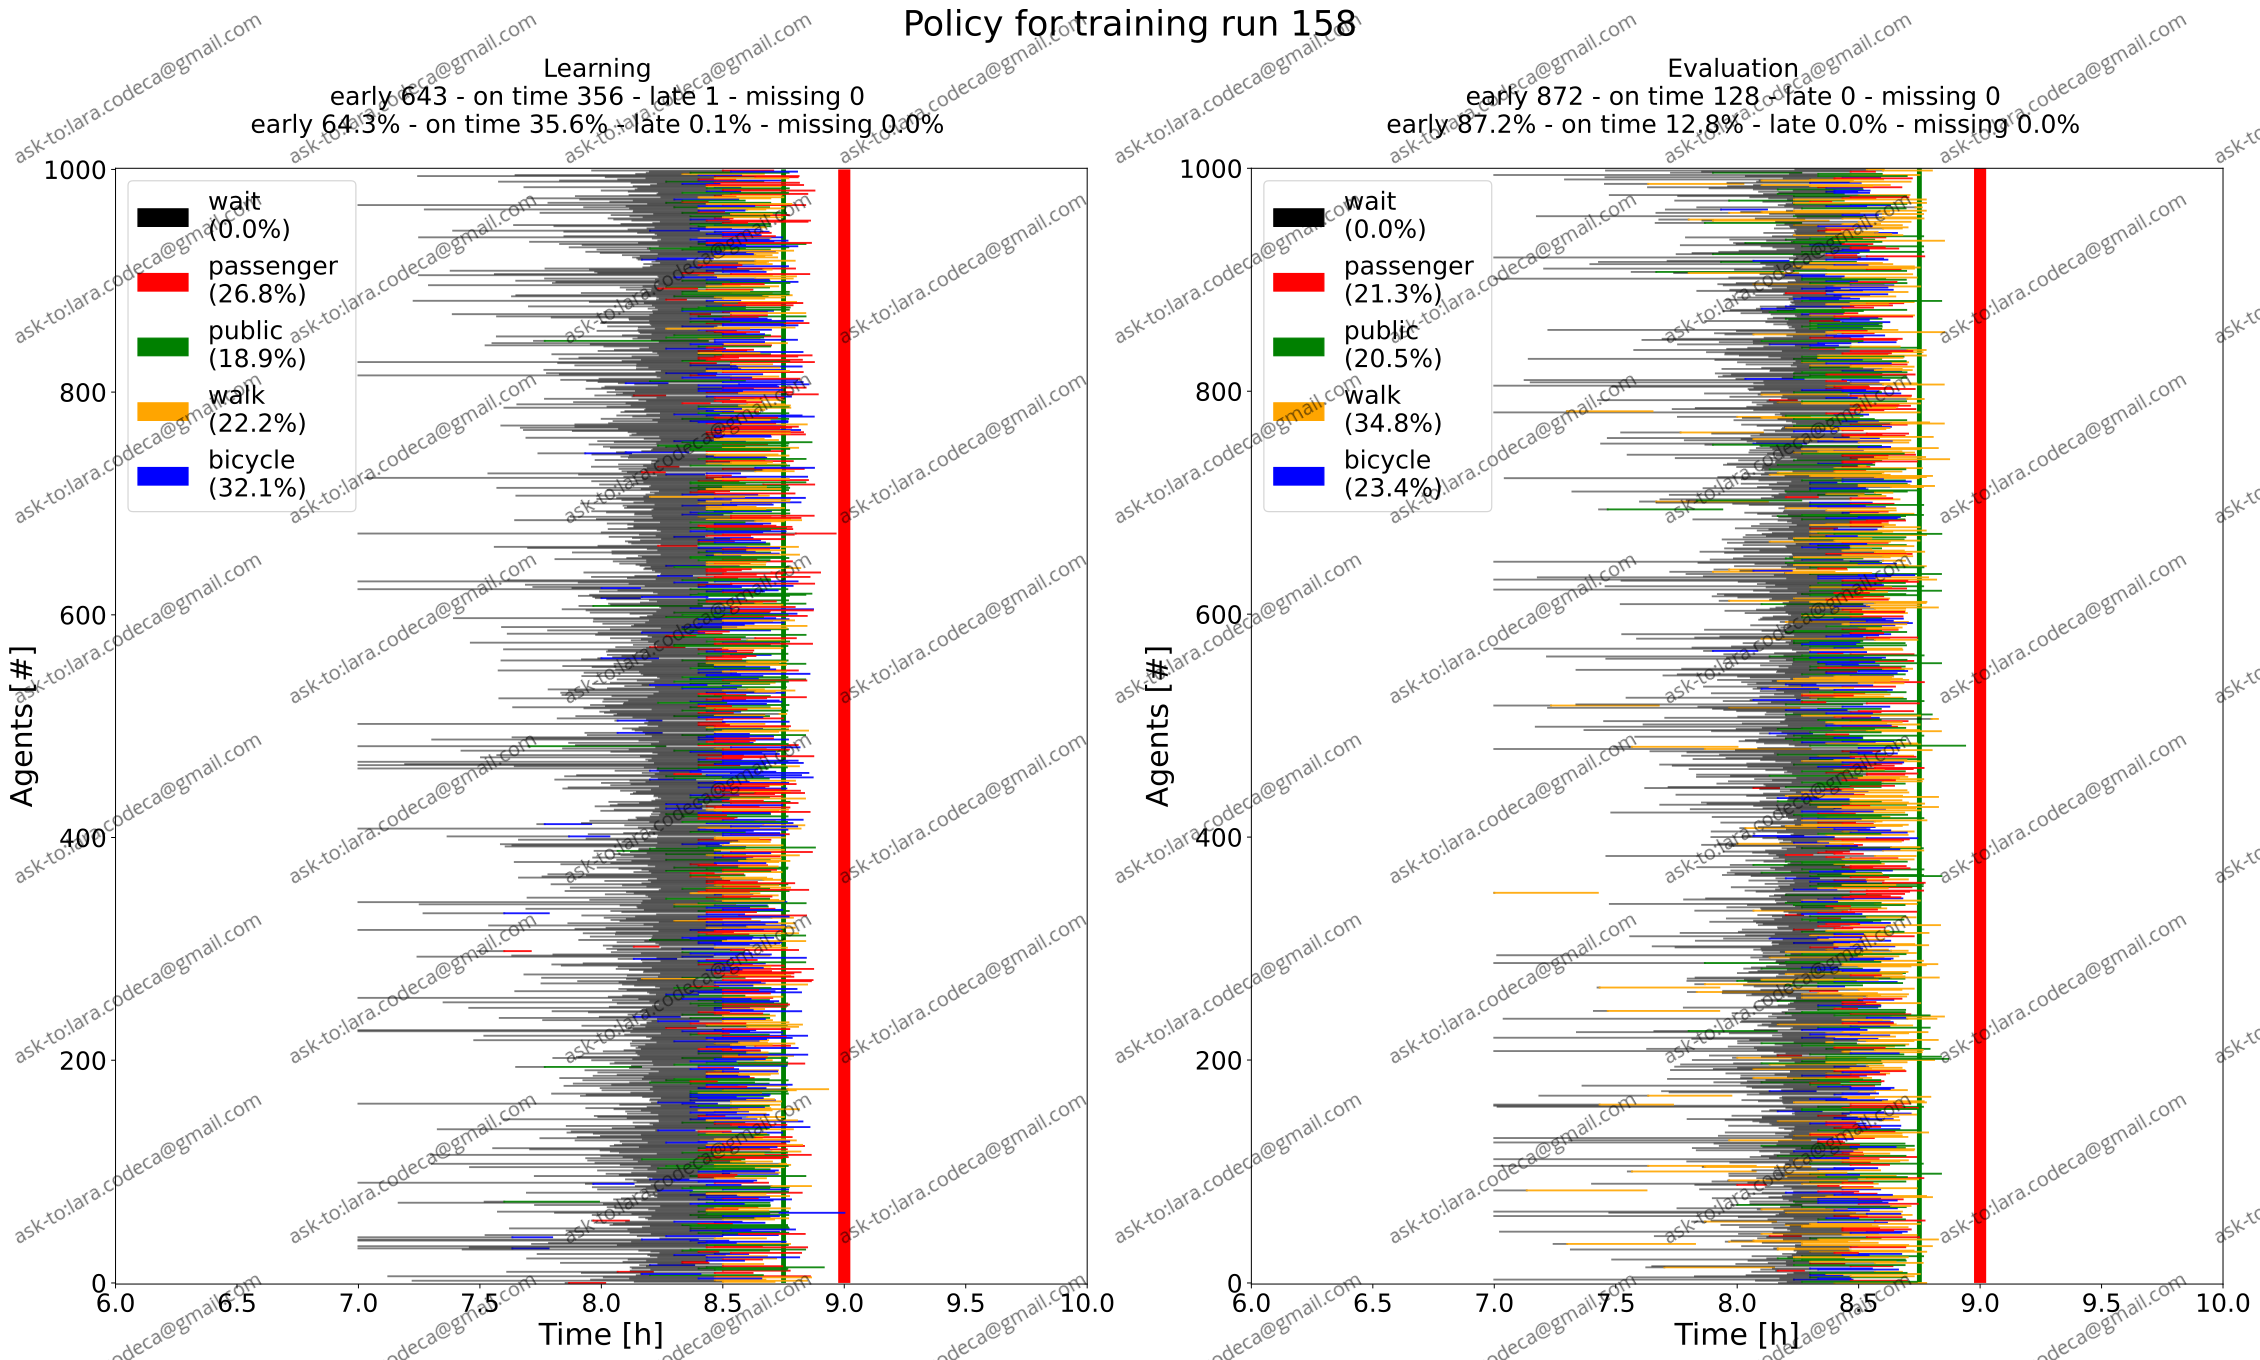 Policy for training run 158
Learning
early 643 - on time 356 - late 1 - missing 0
early 64.3% - on time 35.6% - late 0.1% - missing 0.0%
1000
800
600
400
200
0
Agents [#]
wait
(0.0%)
passenger
(26.8%)
public
(18.9%)
walk
(22.2%)
bicycle
(32.1%)
6.0 6.5 7.0 7.5 8.0 8.5 9.0 9.5 10.0
Time [h]
Evaluation
early 872 - on time 128 - late 0 - missing 0
early 87.2% - on time 12.8% - late 0.0% - missing 0.0%
1000
800
600
400
200
0
Agents [#]
wait
(0.0%)
passenger
(21.3%)
public
(20.5%)
walk
(34.8%)
bicycle
(23.4%)
6.0 6.5 7.0 7.5 8.0 8.5 9.0 9.5 10.0
Time [h]
ask-to:lara.codeca@gmail.com